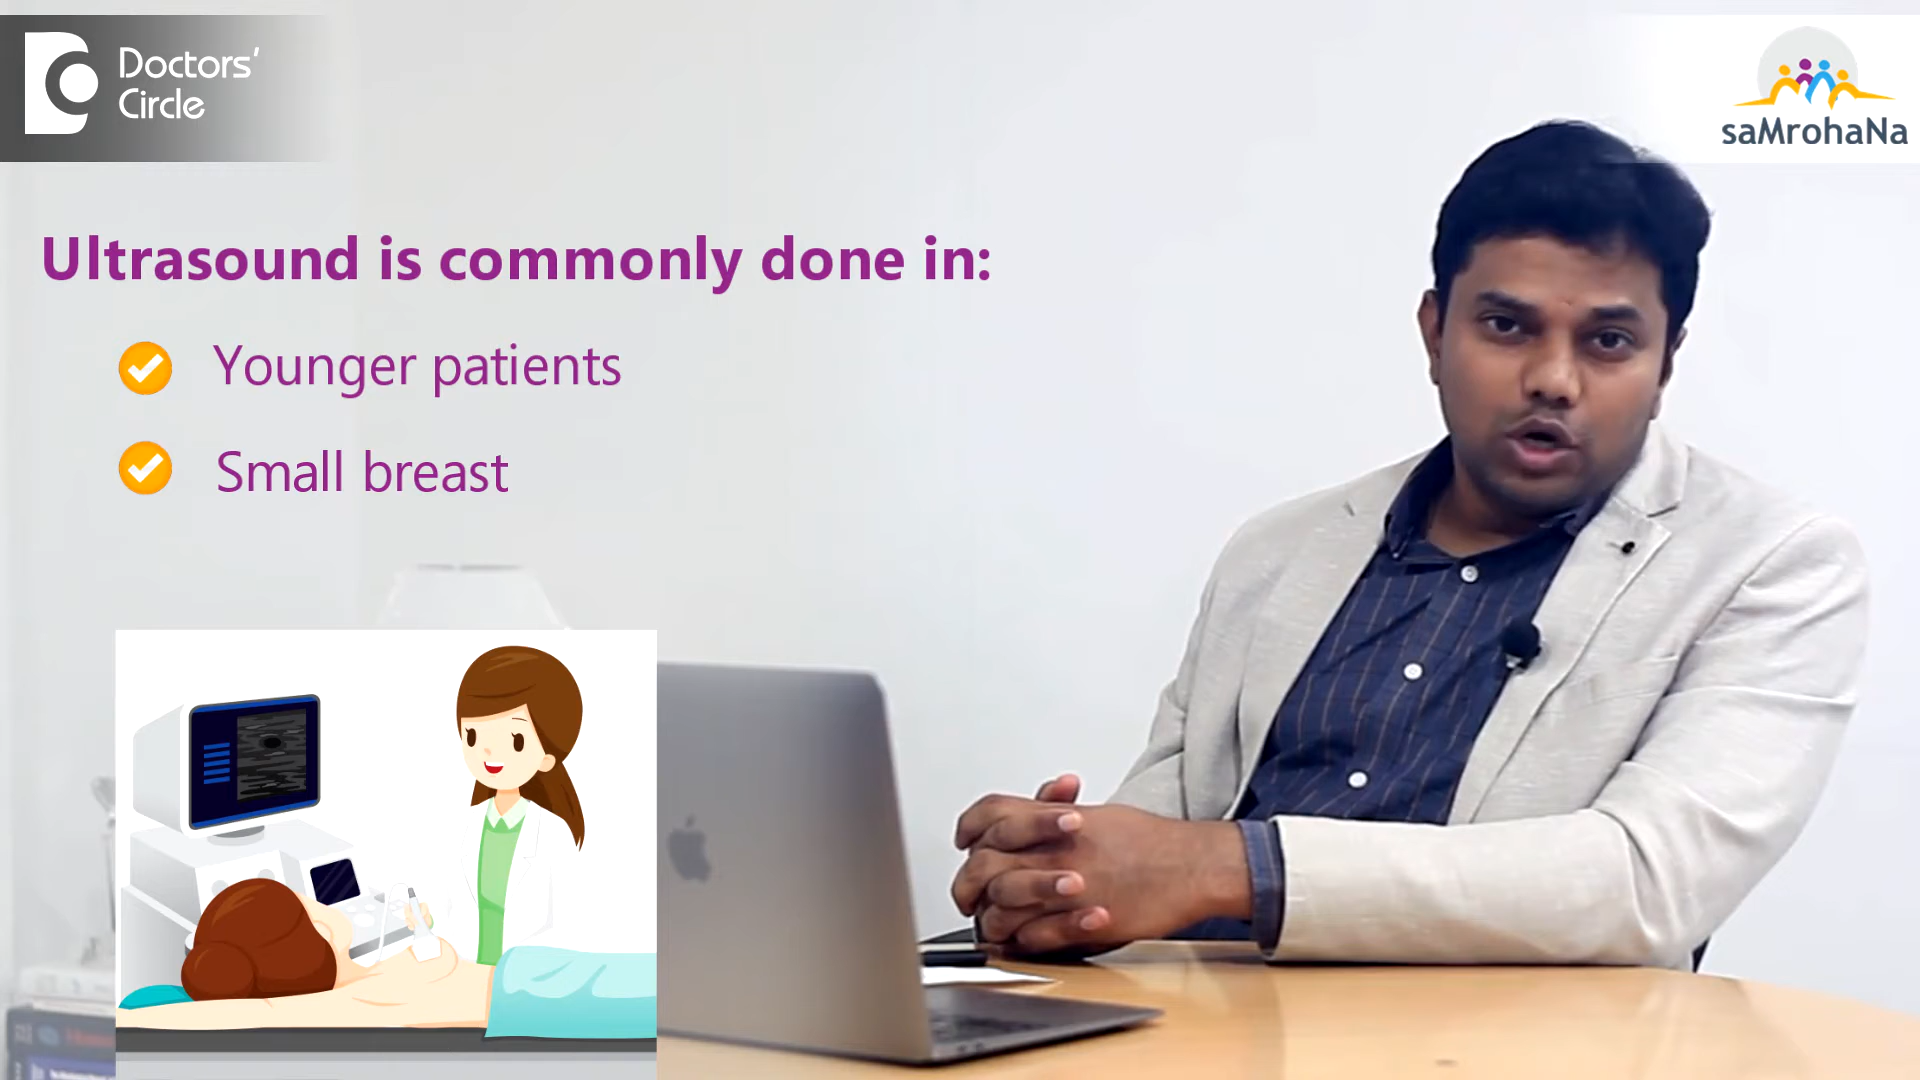 Doctors'
Circle
saMrohaNa
Ultrasound is commonly done in:
Younger patients
Small breast